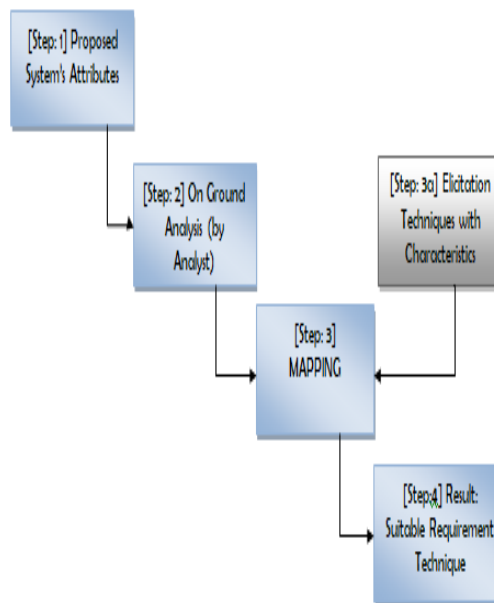 [Step: 1] Proposed
System's Attributes
[Step: 2] On Ground
Analysis (by
Analyst)
[Step: 3a] Elicitation
Techniques with
Characteristics
[Step: 3]
MAPPING
[Step:4] Result:
Suitable Requirement
Technique